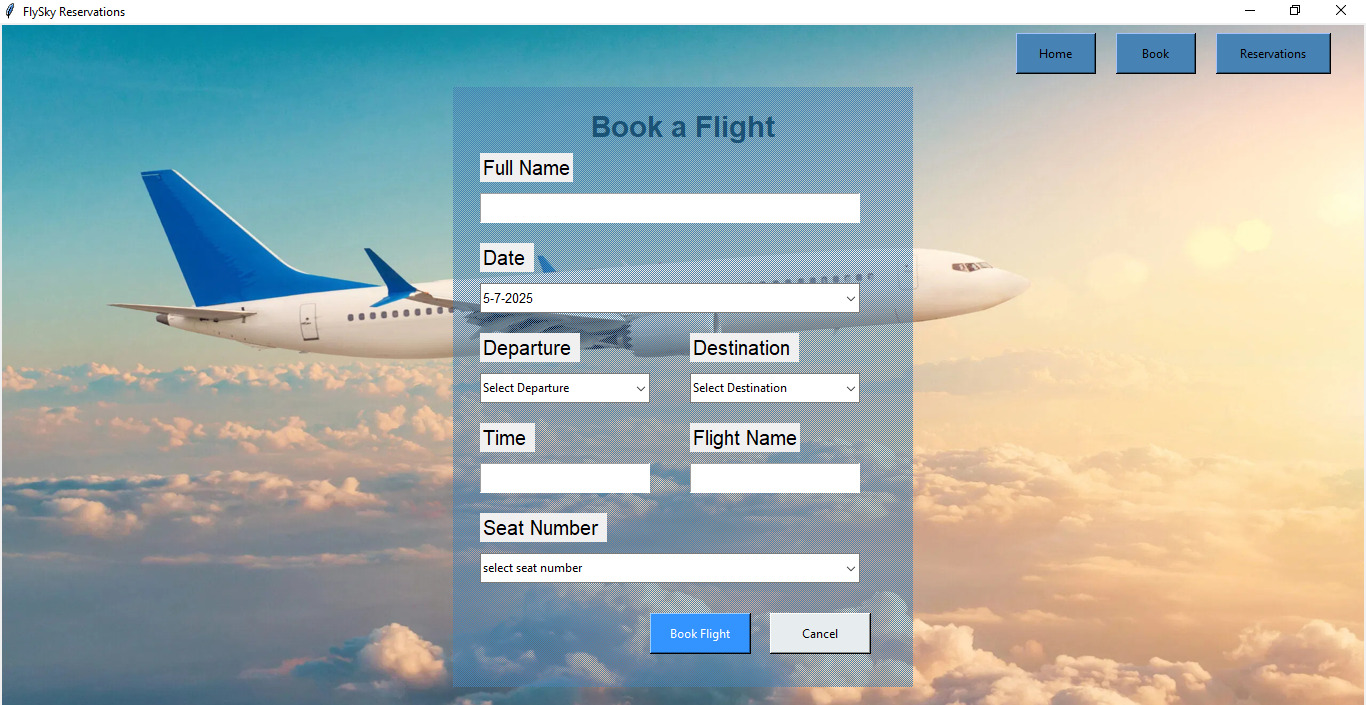 FlySky Reservations
Home Book Reservations
Book a Flight
Full Name
Date
5-7-2025
Departure Destination
Select Departure Select Destination
Time Flight Name
Seat Number
select seat number
Book Flight Cancel